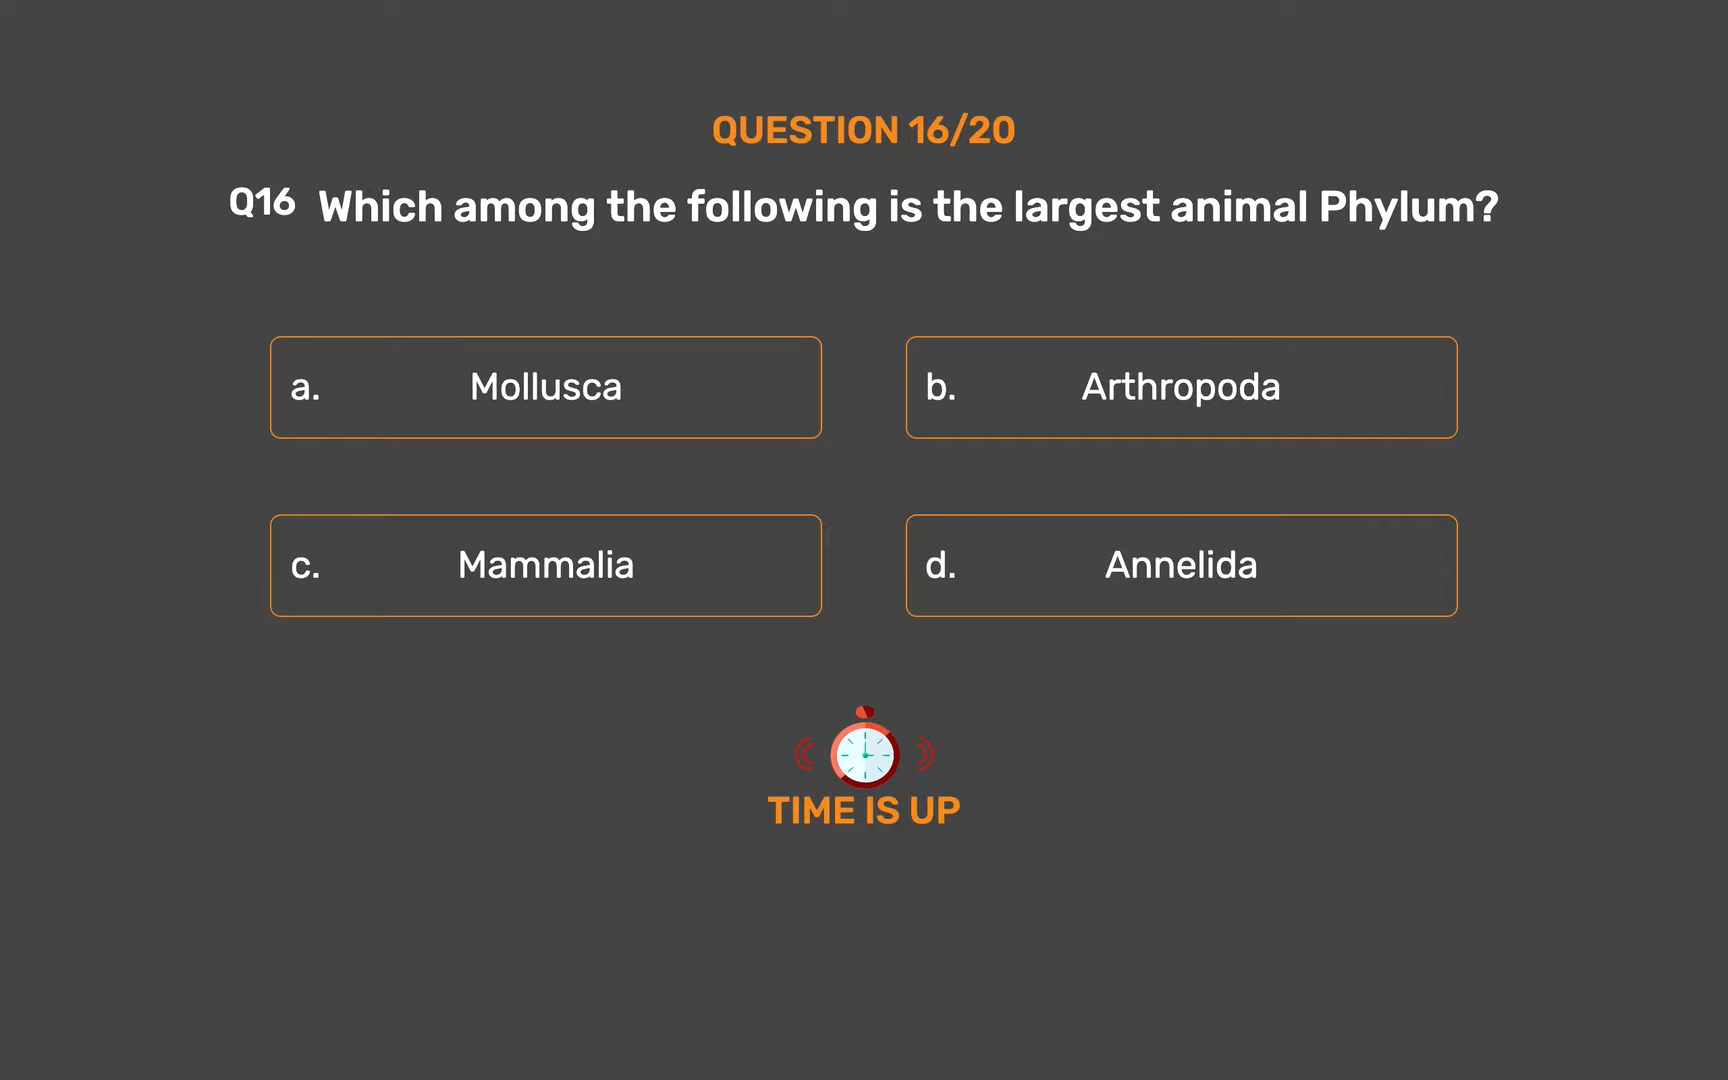 QUESTION 16/20
Q16 Which among the following is the largest animal Phylum?
a. Mollusca
b. Arthropoda
c. Mammalia
d. Annelida
TIME IS UP